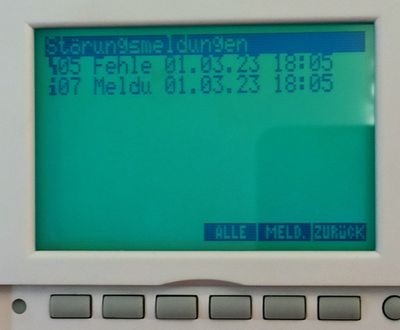 Störungsmeldungen
05 Fehle 01.03.23 18:05
i07 Meldu 01.03.23 18:05
ALLE MELD. ZURÜCK